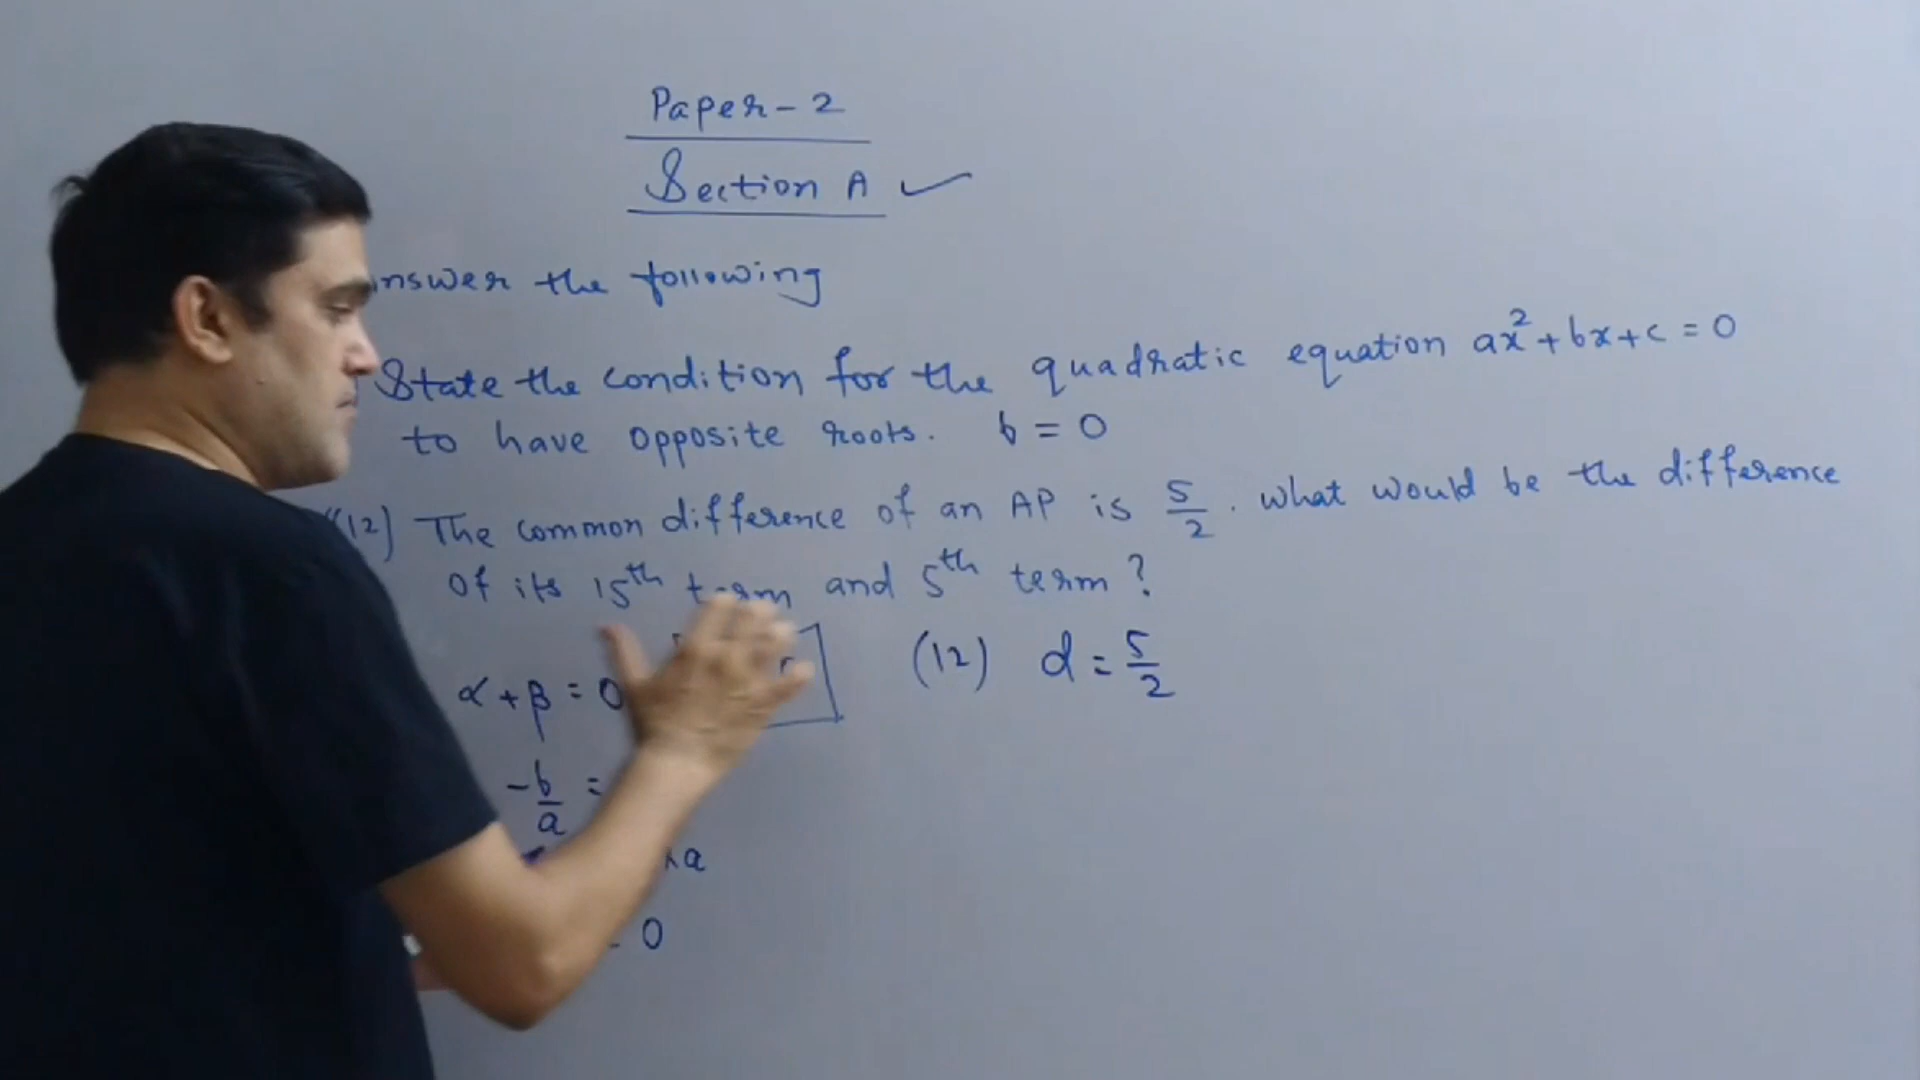 Paper-2
Section A ✓
nswer the following
State the condition for the quadratic equation ax²+bx+c=0
to have opposite roots. b=0
(12) The common difference of an AP is 5/2. What would be the difference
of its 15th term and 5th term?
α+β=0
(12) d=5/2
-b/a =
×a
0